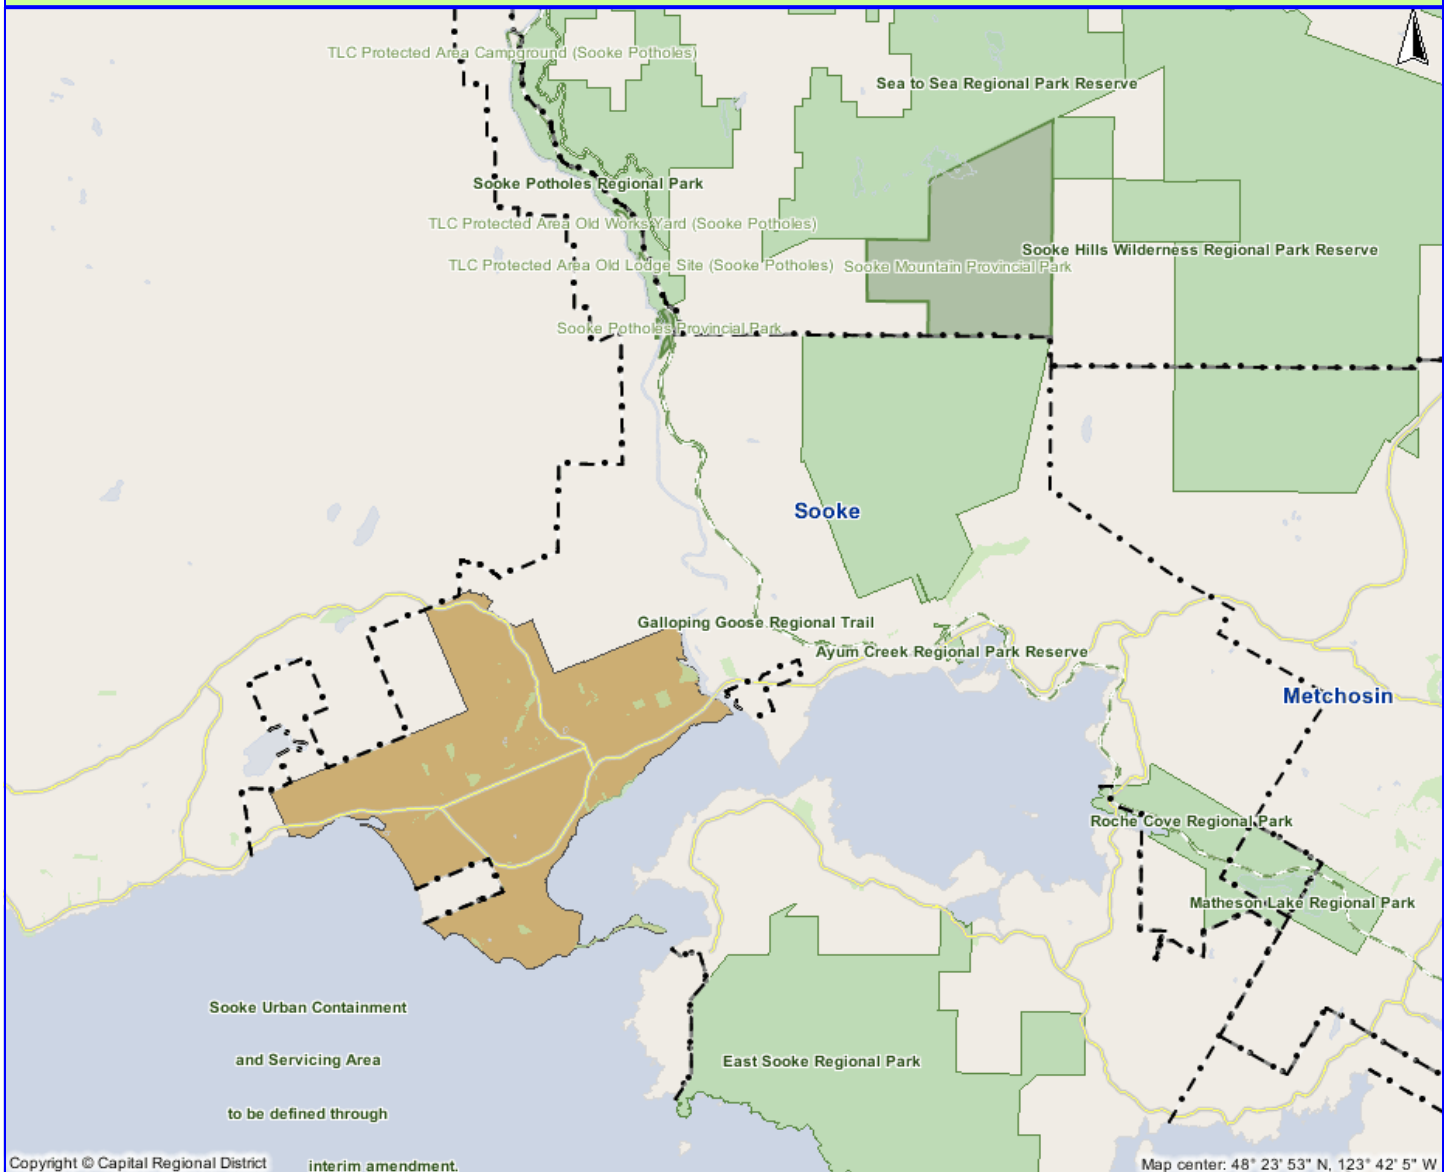 TLC Protected Area Campground (Sooke Potholes)
Sea to Sea Regional Park Reserve
Sooke Potholes Regional Park
TLC Protected Area Old Works Yard (Sooke Potholes)
Sooke Hills Wilderness Regional Park Reserve
TLC Protected Area Old Lodge Site (Sooke Potholes)
Sooke Mountain Provincial Park
Sooke Potholes Provincial Park
Sooke
Galloping Goose Regional Trail
Ayum Creek Regional Park Reserve
Metchosin
Roche Cove Regional Park
Matheson Lake Regional Park
Sooke Urban Containment
and Servicing Area
to be defined through
interim amendment.
East Sooke Regional Park
Copyright © Capital Regional District
Map center: 48° 23' 53" N, 123° 42' 5" W